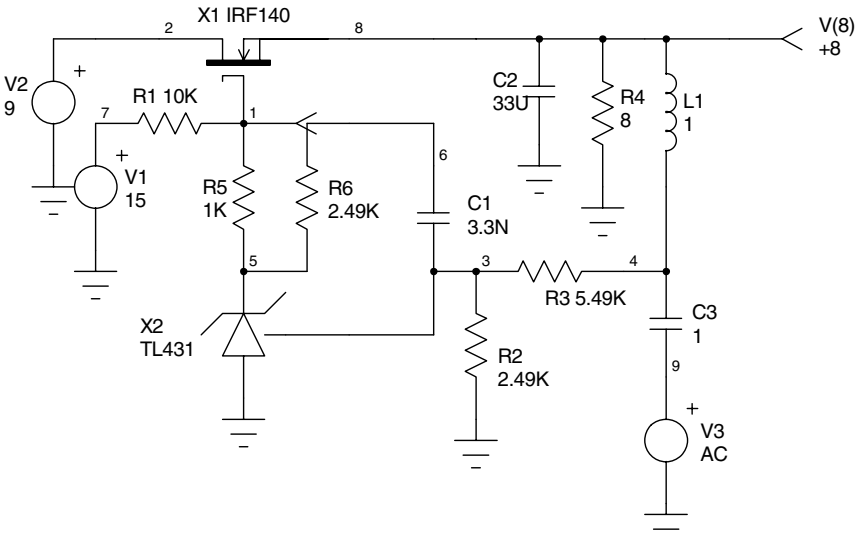 X1 IRF140
2
8
V(8)
+8
V2
9
+
R1 10K
7
1
C2
33U
R4
8
L1
1
+
V1
15
6
R5
1K
R6
2.49K
C1
3.3N
5
3
4
R3 5.49K
X2
TL431
C3
1
R2
2.49K
9
+
V3
AC